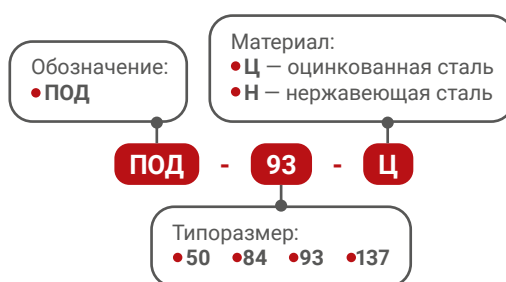 Обозначение:
•ПОД
Материал:
•Ц — оцинкованная сталь
•Н — нержавеющая сталь
ПОД - 93 - Ц
Типоразмер:
•50 •84 •93 •137